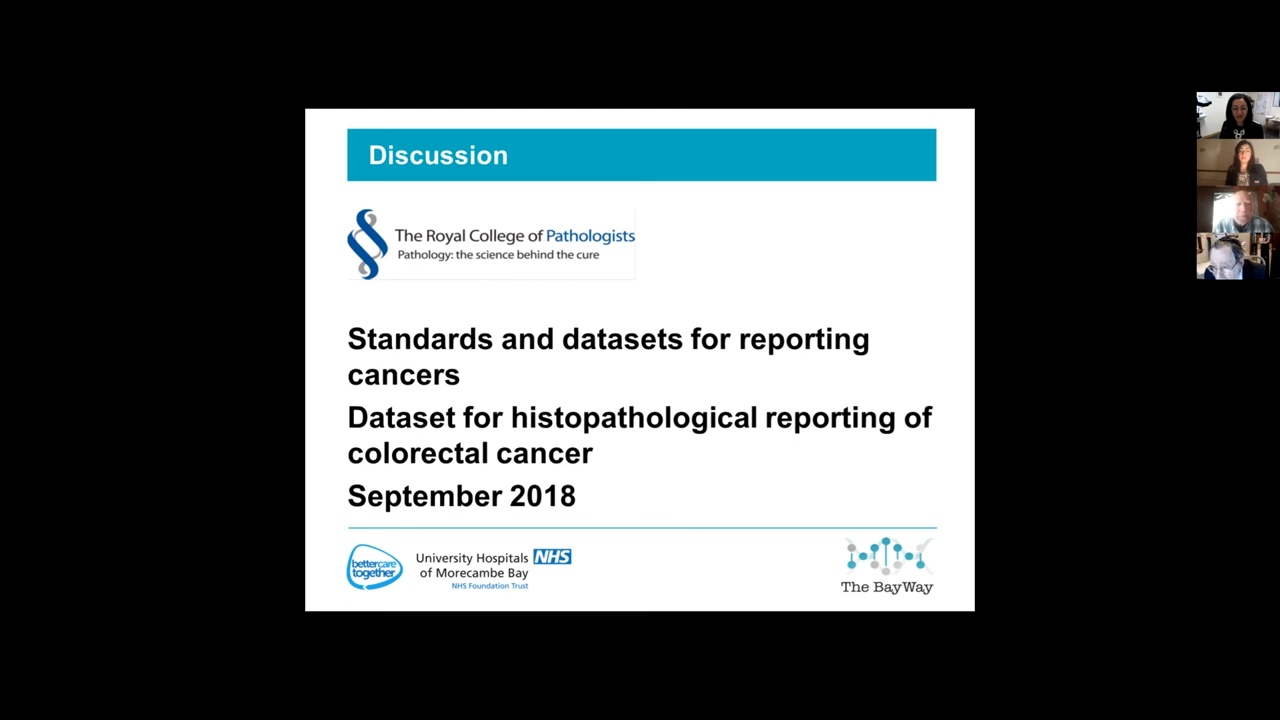 Discussion
The Royal College of Pathologists
Pathology: the science behind the cure
Standards and datasets for reporting
cancers
Dataset for histopathological reporting of
colorectal cancer
September 2018
bettercare
together
University Hospitals NHS
of Morecambe Bay
NHS Foundation Trust
The BayWay